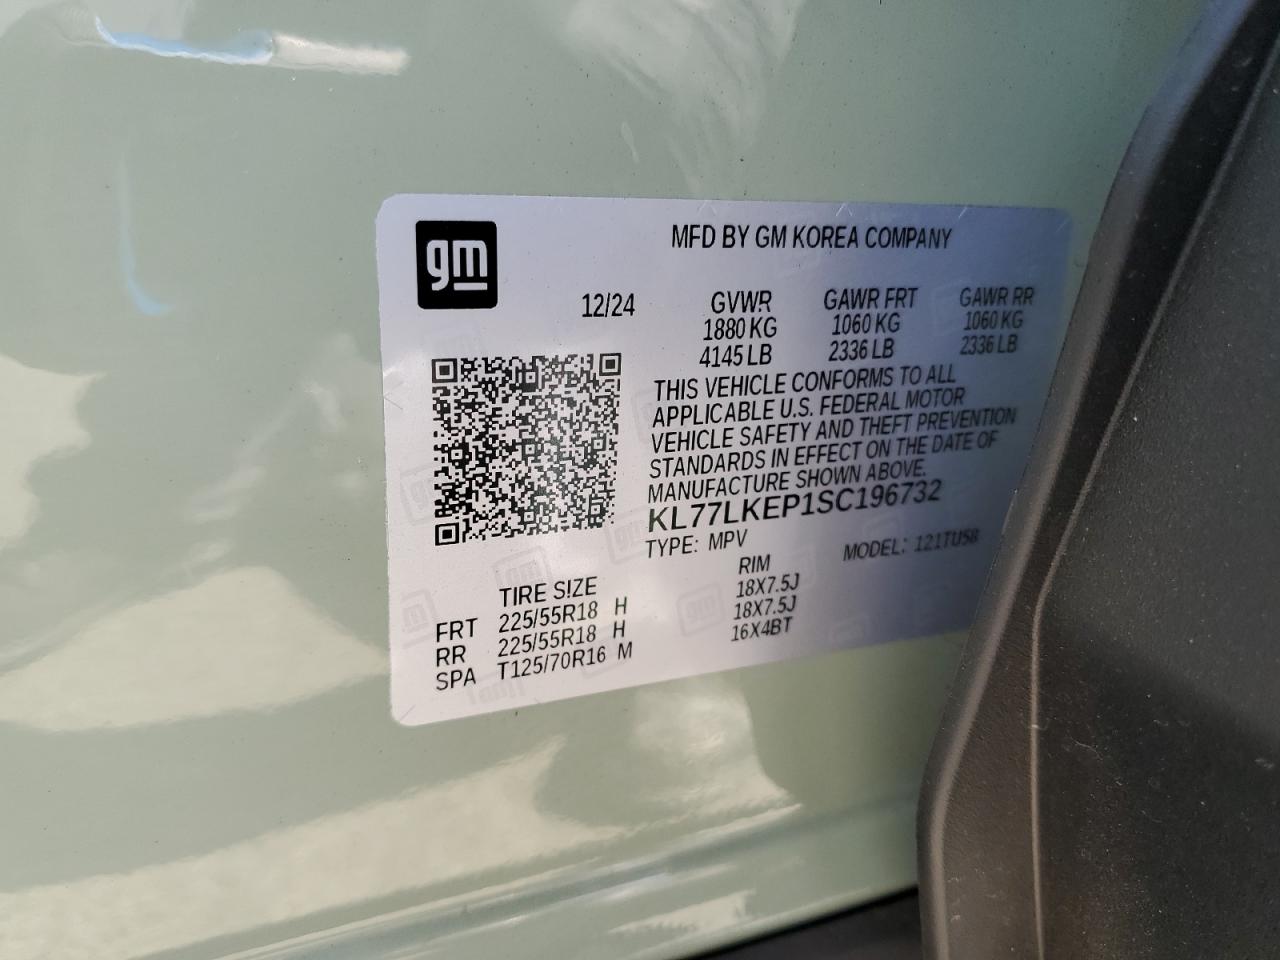 gm
MFD BY GM KOREA COMPANY
12/24 GVWR GAWR FRT GAWR RR
1880 KG 1060 KG 1060 KG
4145 LB 2336 LB 2336 LB
THIS VEHICLE CONFORMS TO ALL
APPLICABLE U.S. FEDERAL MOTOR
VEHICLE SAFETY AND THEFT PREVENTION
STANDARDS IN EFFECT ON THE DATE OF
MANUFACTURE SHOWN ABOVE.
KL77LKEP1SC196732
TYPE: MPV MODEL: 121TU58
TIRE SIZE RIM
FRT 225/55R18 H 18X7.5J
RR 225/55R18 H 18X7.5J
SPA T125/70R16 M 16X4BT